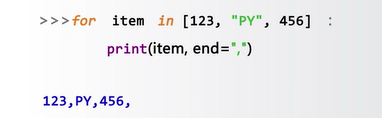 >>>for item in [123, "PY", 456] :
print(item, end=",")
123,PY,456,